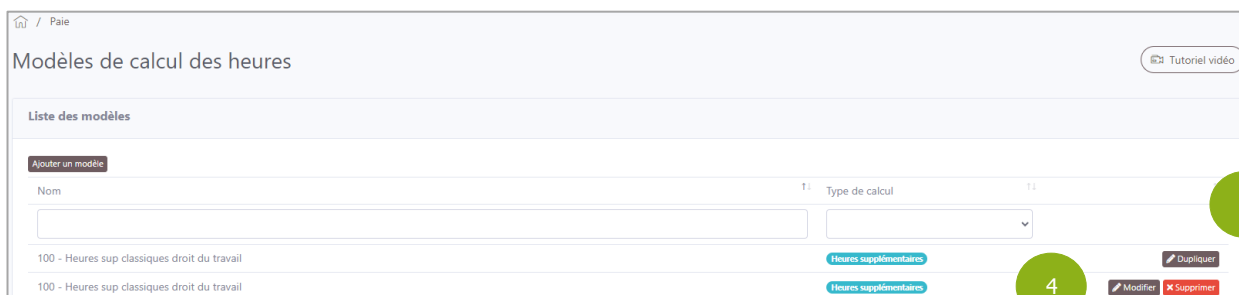 / Paie
Modèles de calcul des heures
Tutoriel vidéo
Liste des modèles
Ajouter un modèle
Nom Type de calcul
100 - Heures sup classiques droit du travail Heures supplémentaires Dupliquer
100 - Heures sup classiques droit du travail Heures supplémentaires 4 Modifier Supprimer